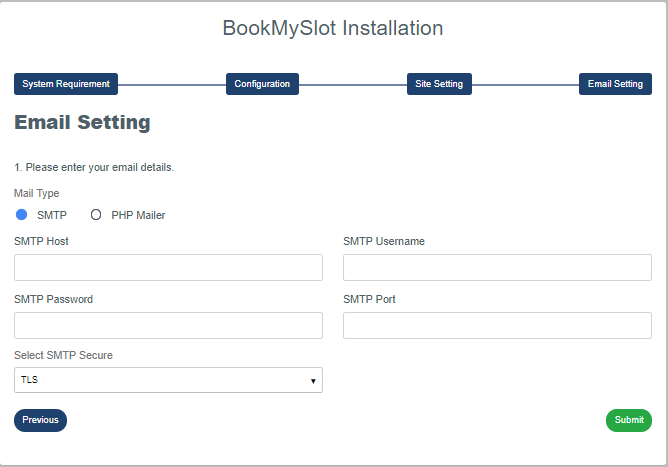 BookMySlot Installation
System Requirement Configuration Site Setting Email Setting
Email Setting
1. Please enter your email details.
Mail Type
SMTP PHP Mailer
SMTP Host SMTP Username
SMTP Password SMTP Port
Select SMTP Secure
TLS
Previous Submit